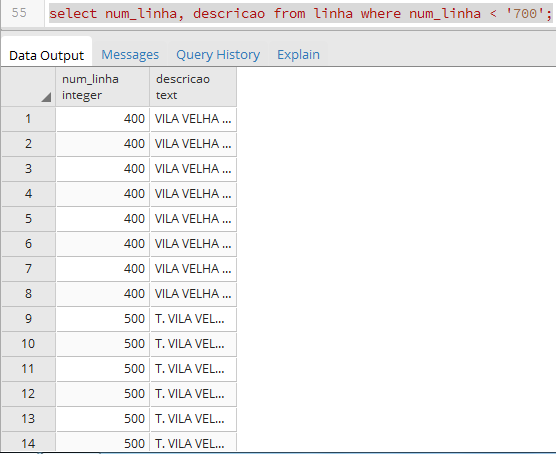 55 select num_linha, descricao from linha where num_linha < '700';
Data Output Messages Query History Explain
num_linha integer descricao text
1 400 VILA VELHA ...
2 400 VILA VELHA ...
3 400 VILA VELHA ...
4 400 VILA VELHA ...
5 400 VILA VELHA ...
6 400 VILA VELHA ...
7 400 VILA VELHA ...
8 400 VILA VELHA ...
9 500 T. VILA VEL...
10 500 T. VILA VEL...
11 500 T. VILA VEL...
12 500 T. VILA VEL...
13 500 T. VILA VEL...
14 500 T. VILA VEL...